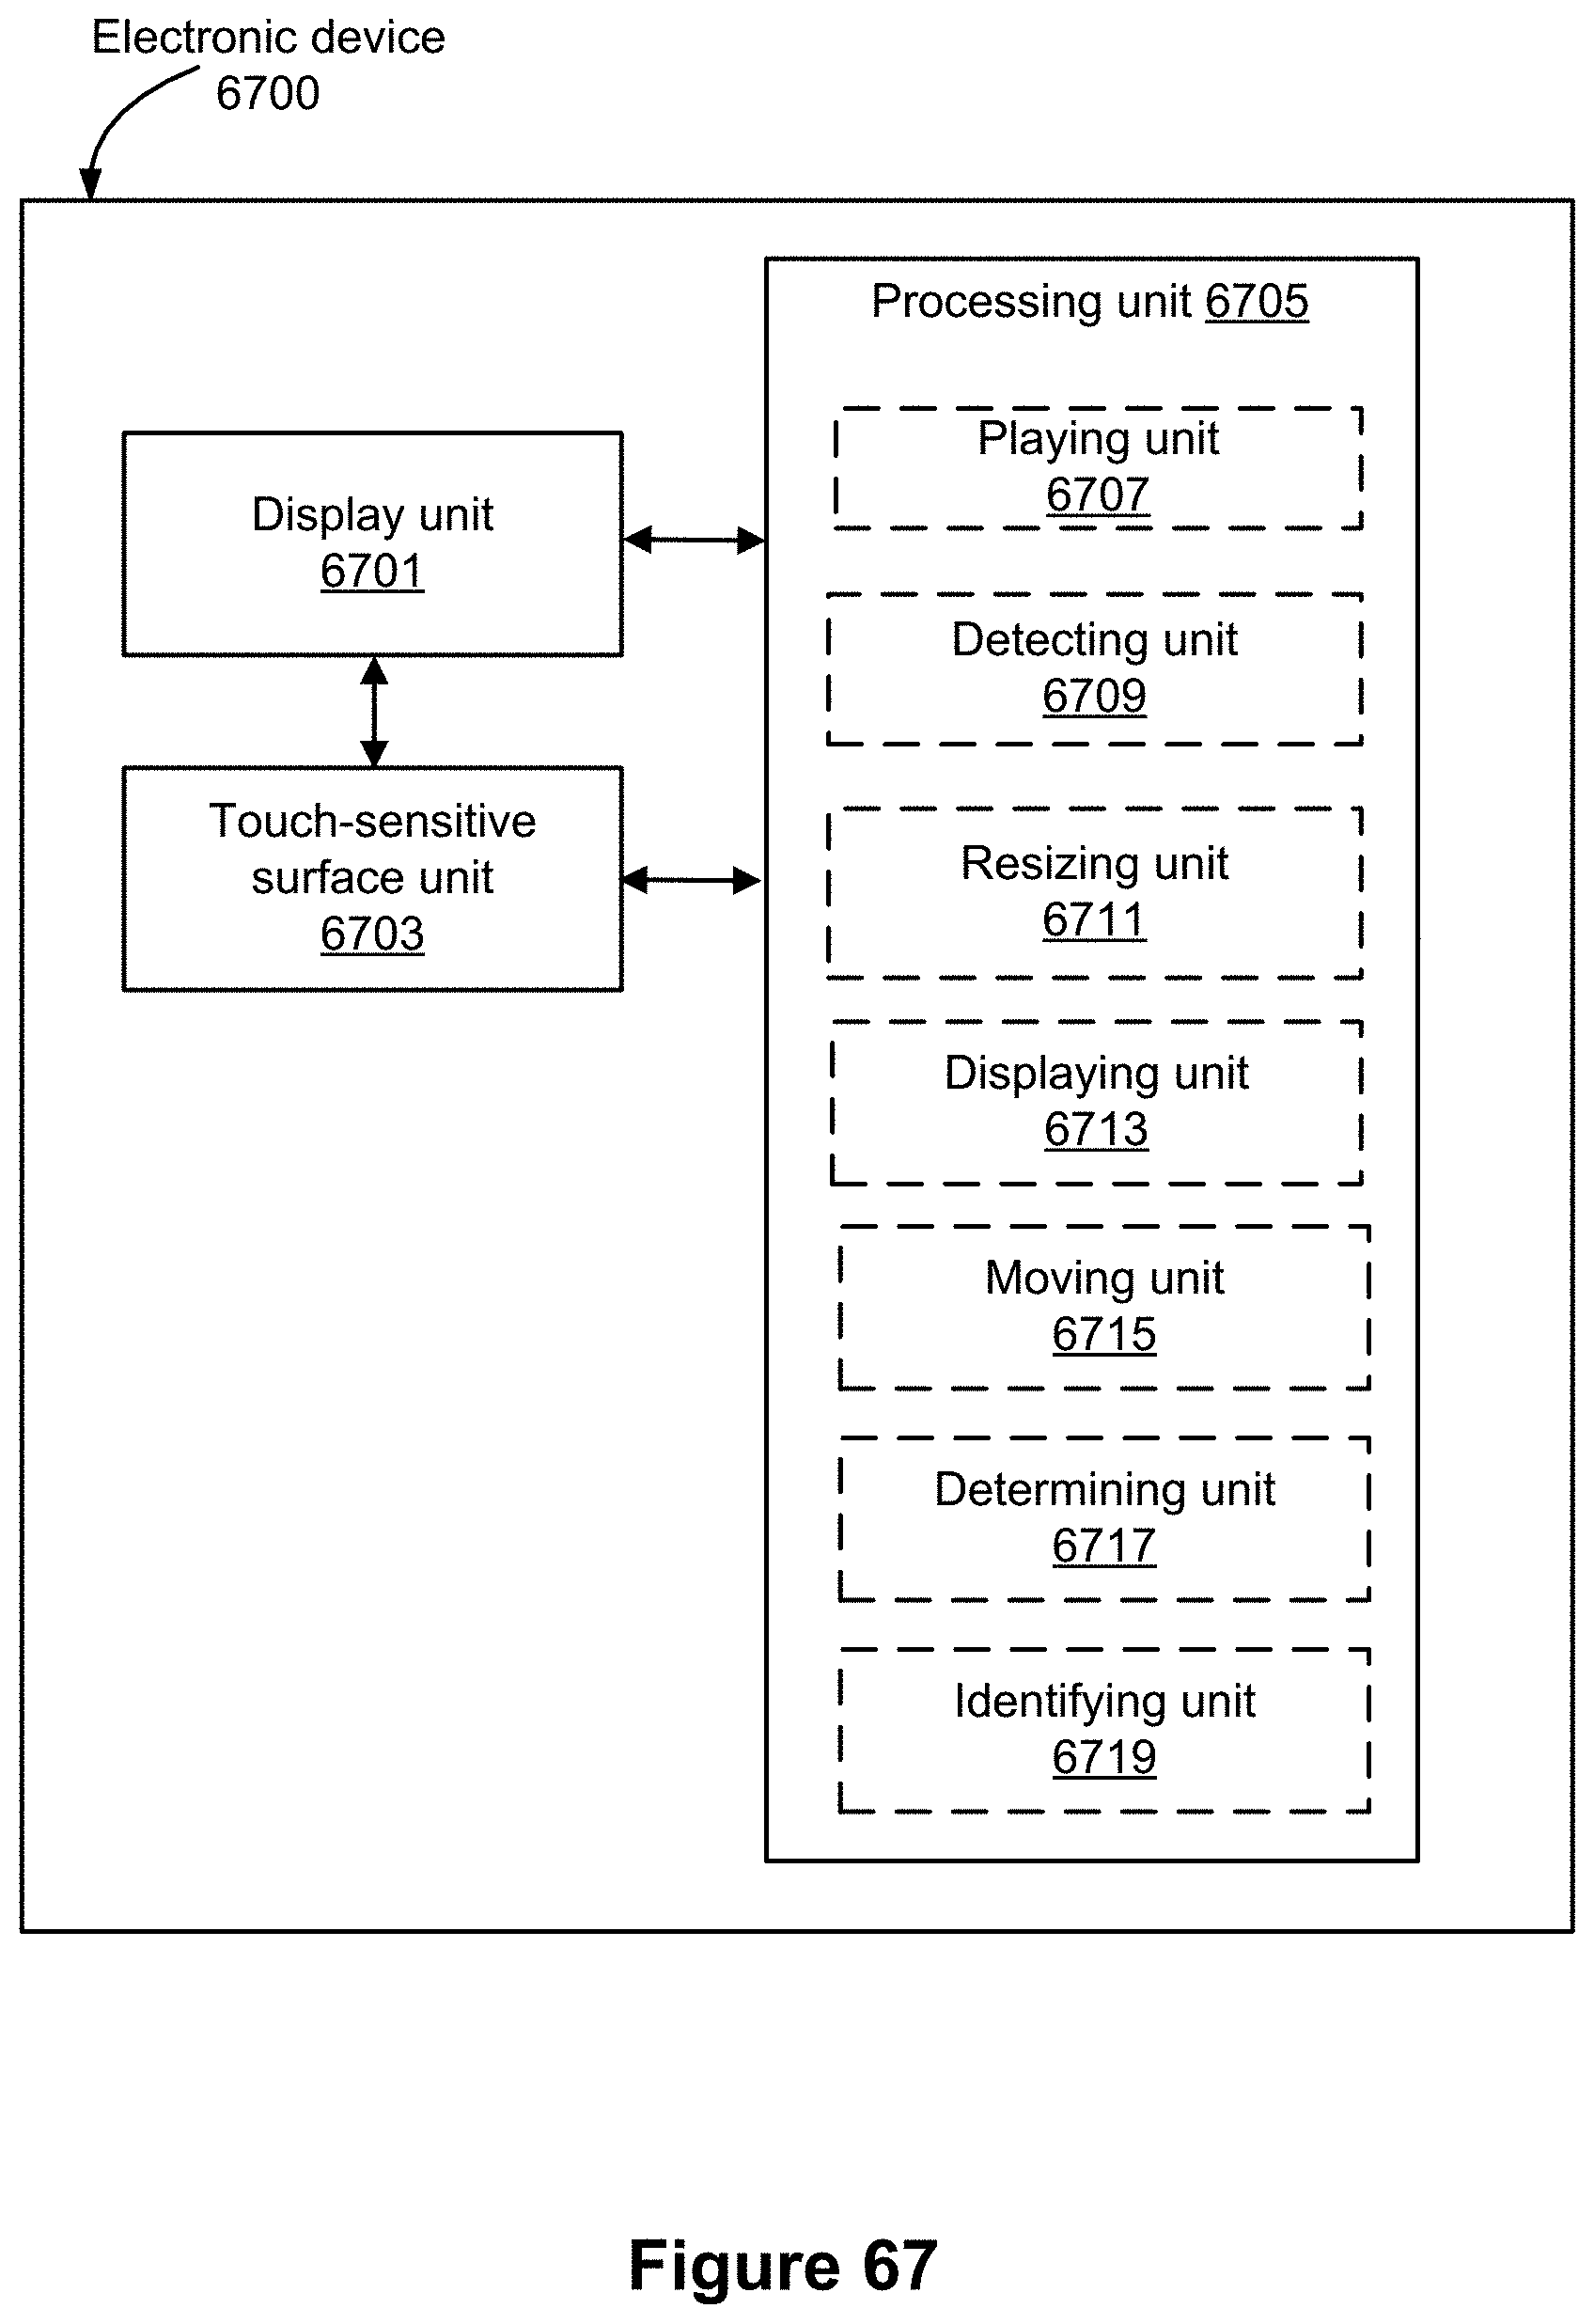 Electronic device
6700
Processing unit 6705
Display unit
6701
Touch-sensitive
surface unit
6703
Playing unit
6707
Detecting unit
6709
Resizing unit
6711
Displaying unit
6713
Moving unit
6715
Determining unit
6717
Identifying unit
6719
Figure 67